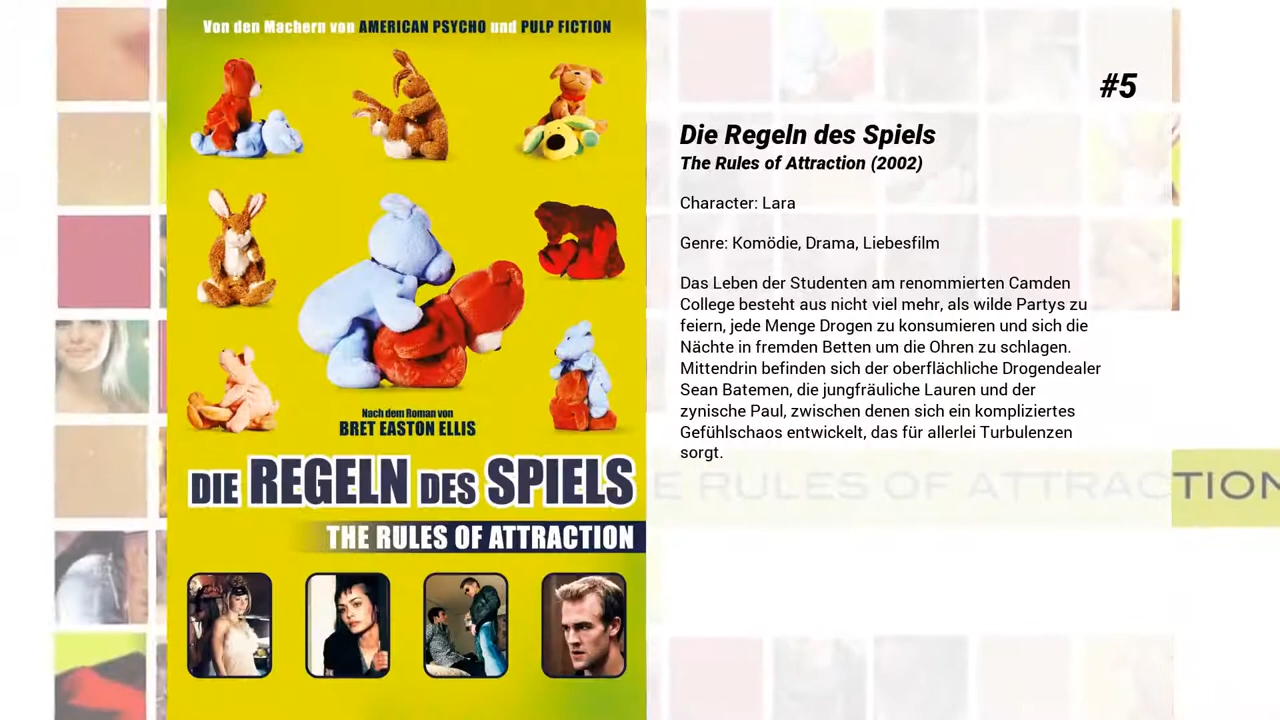 Von den Machern von AMERICAN PSYCHO und PULP FICTION
Nach dem Roman von
BRET EASTON ELLIS
DIE REGELN DES SPIELS
THE RULES OF ATTRACTION
#5
Die Regeln des Spiels
The Rules of Attraction (2002)
Character: Lara
Genre: Komödie, Drama, Liebesfilm
Das Leben der Studenten am renommierten Camden
College besteht aus nicht viel mehr, als wilde Partys zu
feiern, jede Menge Drogen zu konsumieren und sich die
Nächte in fremden Betten um die Ohren zu schlagen.
Mittendrin befinden sich der oberflächliche Drogendealer
Sean Batemen, die jungfräuliche Lauren und der
zynische Paul, zwischen denen sich ein kompliziertes
Gefühlschaos entwickelt, das für allerlei Turbulenzen
sorgt.
E RULES OF ATTRACTION